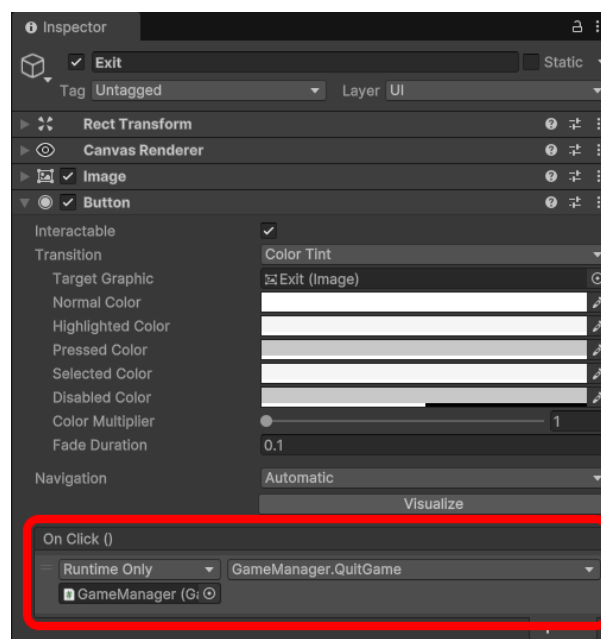 Inspector
Exit
Static
Tag Untagged Layer UI
Rect Transform
Canvas Renderer
Image
Button
Interactable
Transition Color Tint
Target Graphic Exit (Image)
Normal Color
Highlighted Color
Pressed Color
Selected Color
Disabled Color
Color Multiplier 1
Fade Duration 0.1
Navigation Automatic
Visualize
On Click ()
Runtime Only GameManager.QuitGame
GameManager (Ga